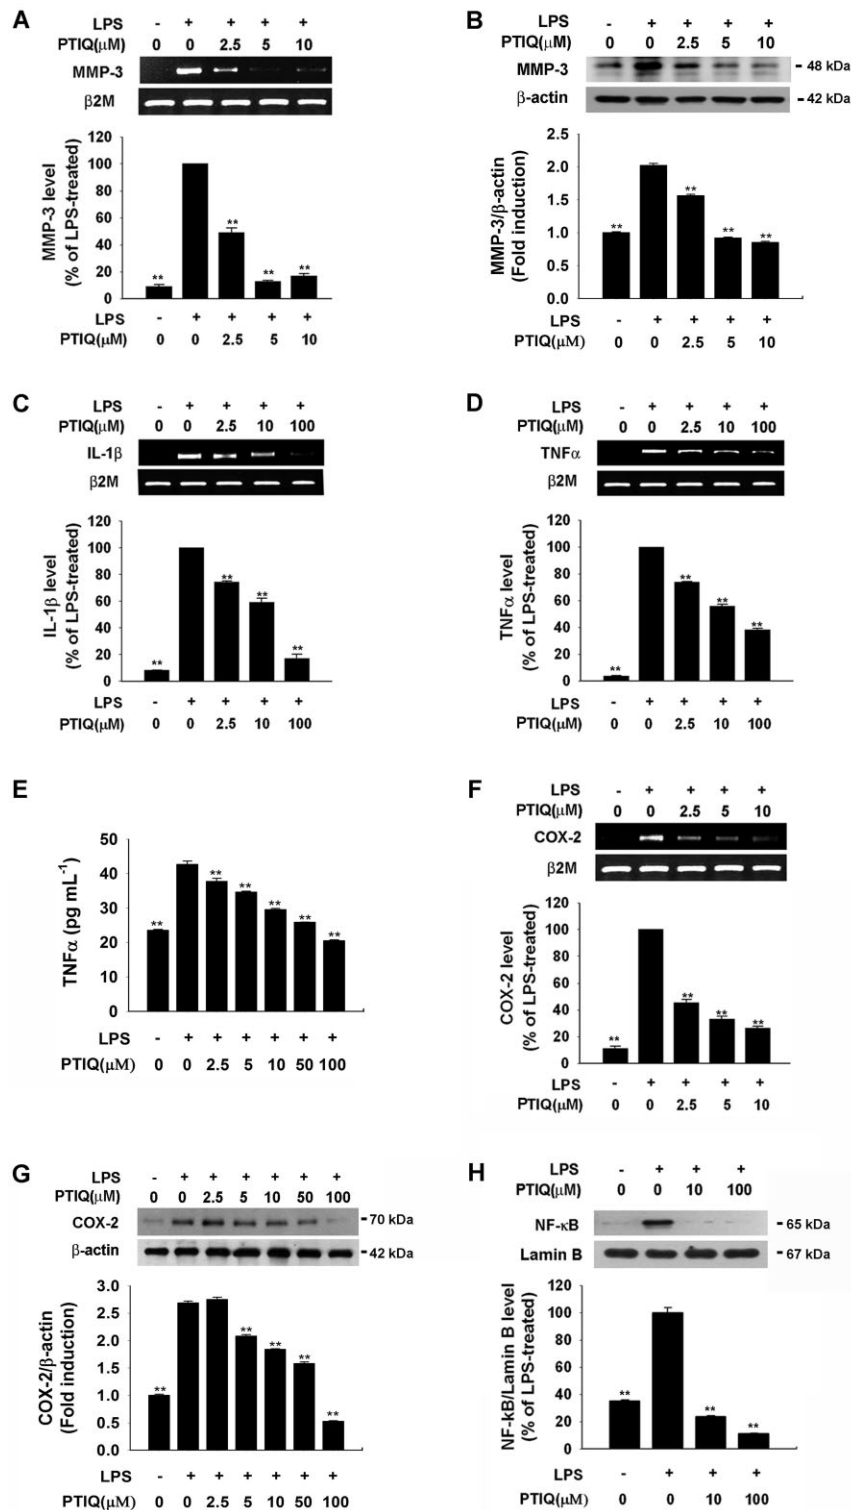 A
LPS - + + + +
PTIQ(μM) 0 0 2.5 5 10
MMP-3
β2M
MMP-3 level
(% of LPS-treated)
120
100
80
60
40
20
0
** ** ** **
LPS - + + + +
PTIQ(μM) 0 0 2.5 5 10
B
LPS - + + + +
PTIQ(μM) 0 0 2.5 5 10
MMP-3 - 48 kDa
β-actin - 42 kDa
MMP-3/β-actin
(Fold induction)
2.5
2.0
1.5
1.0
0.5
0.0
** ** ** **
LPS - + + + +
PTIQ(μM) 0 0 2.5 5 10
C
LPS - + + + +
PTIQ(μM) 0 0 2.5 10 100
IL-1β
β2M
IL-1β level
(% of LPS-treated)
120
100
80
60
40
20
0
** ** ** **
LPS - + + + +
PTIQ(μM) 0 0 2.5 10 100
D
LPS - + + + +
PTIQ(μM) 0 0 2.5 10 100
TNFα
β2M
TNFα level
(% of LPS-treated)
120
100
80
60
40
20
0
** ** ** **
LPS - + + + +
PTIQ(μM) 0 0 2.5 10 100
E
TNFα (pg mL-1)
50
40
30
20
10
0
** ** ** ** ** **
LPS - + + + + + +
PTIQ(μM) 0 0 2.5 5 10 50 100
F
LPS - + + + +
PTIQ(μM) 0 0 2.5 5 10
COX-2
β2M
COX-2 level
(% of LPS-treated)
120
100
80
60
40
20
0
** ** ** **
LPS - + + + +
PTIQ(μM) 0 0 2.5 5 10
G
LPS - + + + + + +
PTIQ(μM) 0 0 2.5 5 10 50 100
COX-2 - 70 kDa
β-actin - 42 kDa
COX-2/β-actin
(Fold induction)
3.0
2.5
2.0
1.5
1.0
0.5
0.0
** ** ** ** **
LPS - + + + + + +
PTIQ(μM) 0 0 2.5 5 10 50 100
H
LPS - + + +
PTIQ(μM) 0 0 10 100
NF-κB - 65 kDa
Lamin B - 67 kDa
NF-kB/Lamin B level
(% of LPS-treated)
120
100
80
60
40
20
0
** ** **
LPS - + + +
PTIQ(μM) 0 0 10 100